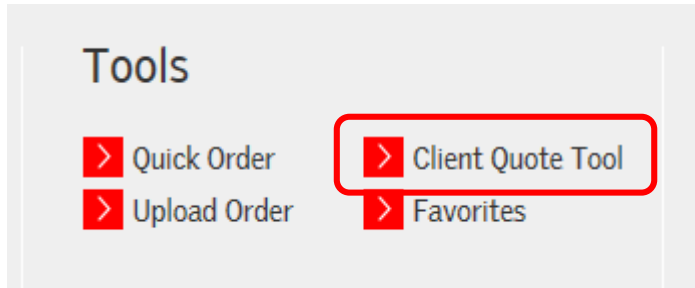 Tools
Quick Order
Client Quote Tool
Upload Order
Favorites